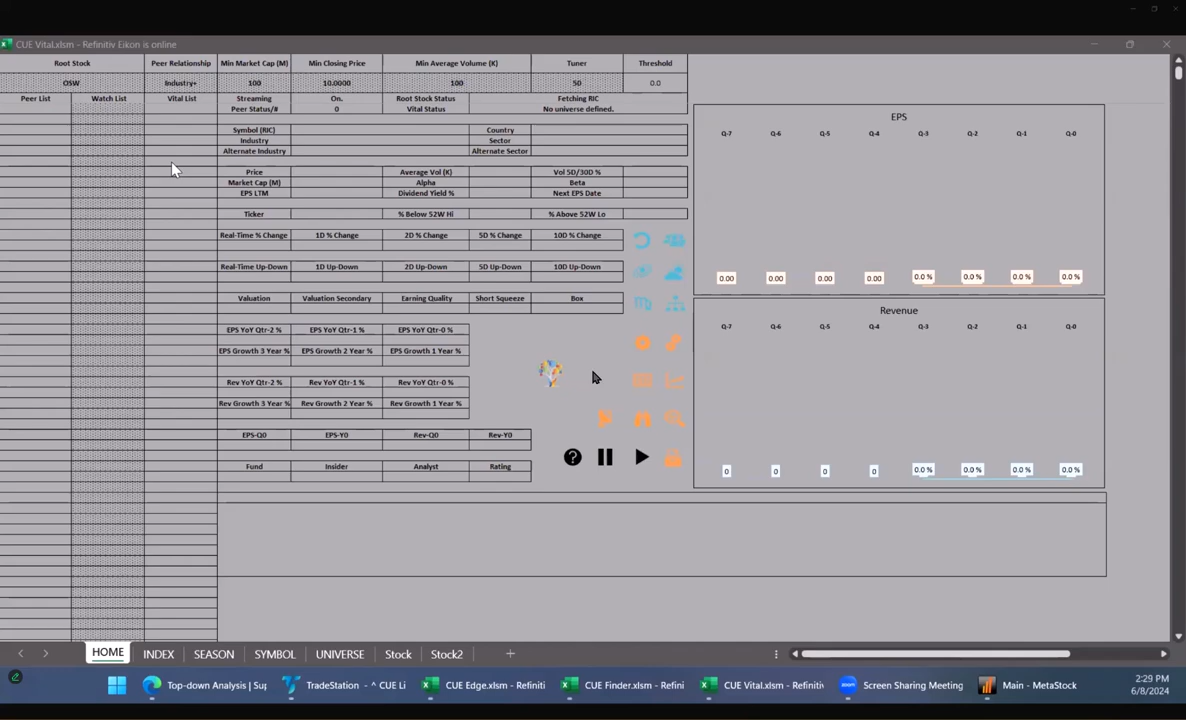 CUE Vital.xlsm - Refinitiv Eikon is online
Root Stock Peer Relationship Min Market Cap (M) Min Closing Price Min Average Volume (K) Tuner Threshold
OSW Industry+ 100 10.0000 100 50 0.0
Peer List Watch List Vital List Streaming On. Root Stock Status Fetching RIC
Peer Status/# 0 Vital Status No universe defined.
Symbol (RIC) Country
Industry Sector
Alternate Industry Alternate Sector
Price Average Vol (K) Vol 5D/30D %
Market Cap (M) Alpha Beta
EPS LTM Dividend Yield % Next EPS Date
Ticker % Below 52W Hi % Above 52W Lo
Real-Time % Change 1D % Change 2D % Change 5D % Change 10D % Change
Real-Time Up-Down 1D Up-Down 2D Up-Down 5D Up-Down 10D Up-Down
Valuation Valuation Secondary Earning Quality Short Squeeze Box
EPS YoY Qtr-2 % EPS YoY Qtr-1 % EPS YoY Qtr-0 %
EPS Growth 3 Year % EPS Growth 2 Year % EPS Growth 1 Year %
Rev YoY Qtr-2 % Rev YoY Qtr-1 % Rev YoY Qtr-0 %
Rev Growth 3 Year % Rev Growth 2 Year % Rev Growth 1 Year %
EPS-Q0 EPS-Y0 Rev-Q0 Rev-Y0
Fund Insider Analyst Rating
EPS
Q-7 Q-6 Q-5 Q-4 Q-3 Q-2 Q-1 Q-0
0.00 0.00 0.00 0.00 0.0 % 0.0 % 0.0 % 0.0 %
Revenue
Q-7 Q-6 Q-5 Q-4 Q-3 Q-2 Q-1 Q-0
0 0 0 0 0.0 % 0.0 % 0.0 % 0.0 %
HOME INDEX SEASON SYMBOL UNIVERSE Stock Stock2
Top-down Analysis | Sup TradeStation - ^ CUE Li CUE Edge.xlsm - Refiniti CUE Finder.xlsm - Refini CUE Vital.xlsm - Refinitiv Screen Sharing Meeting Main - MetaStock
2:29 PM
6/8/2024